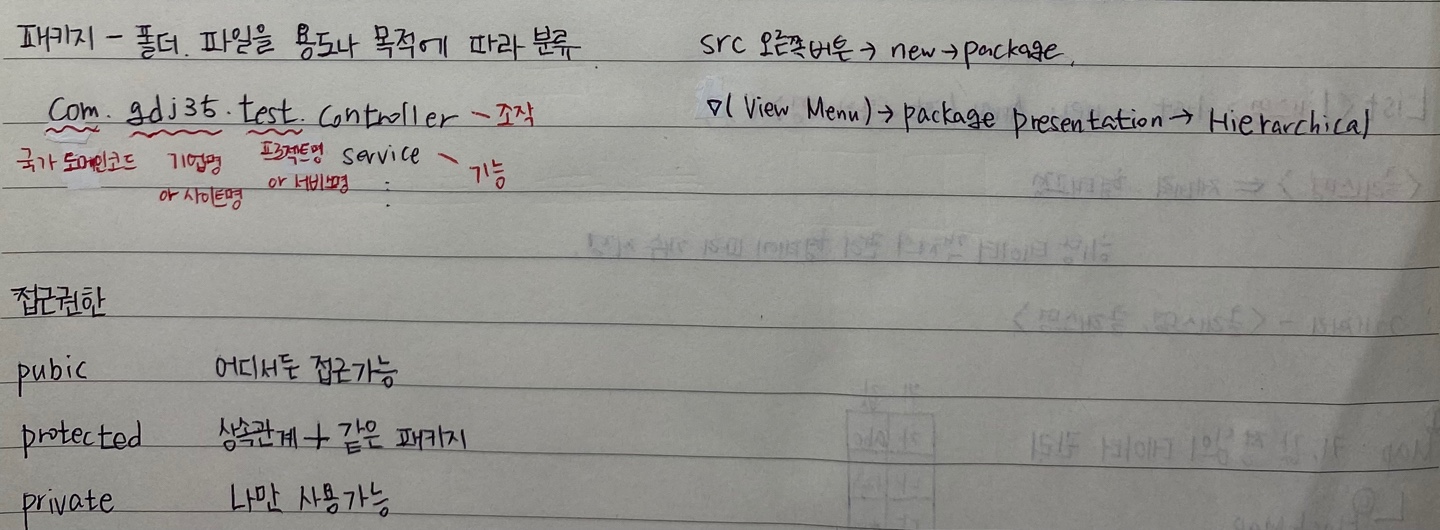 패키지 - 폴더. 파일을 용도나 목적에 따라 분류
src 오른쪽버튼 → new → package.
com. gdj35. test. controller - 조작
▽(View Menu) → package presentation → Hierarchical
국가 도메인코드 기업명 프로젝트명 service - 기능
or 사이트명 or 서비스명 :
접근권한
pubic 어디서든 접근가능
protected 상속관계 + 같은 패키지
private 나만 사용가능